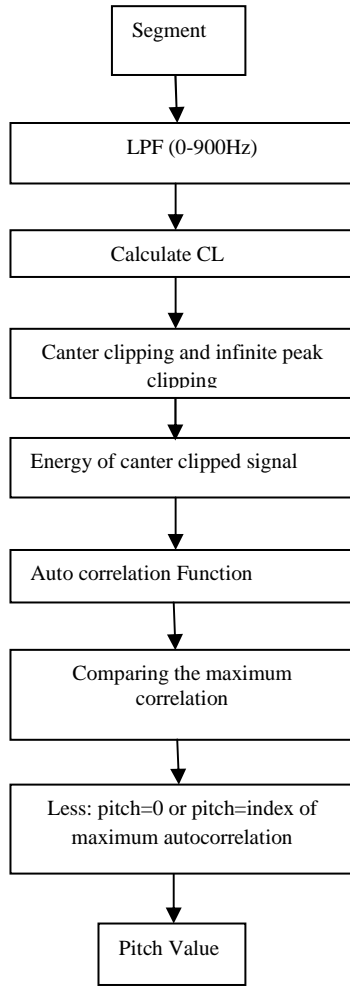 Segment
LPF (0-900Hz)
Calculate CL
Canter clipping and infinite peak
clipping
Energy of canter clipped signal
Auto correlation Function
Comparing the maximum
correlation
Less: pitch=0 or pitch=index of
maximum autocorrelation
Pitch Value